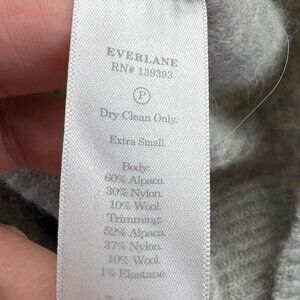 EVERLANE
RN# 139393
P
Dry Clean Only.
Extra Small.
Body:
60% Alpaca.
30% Nylon.
10% Wool.
Trimming:
52% Alpaca.
37% Nylon.
10% Wool.
1% Elastane.